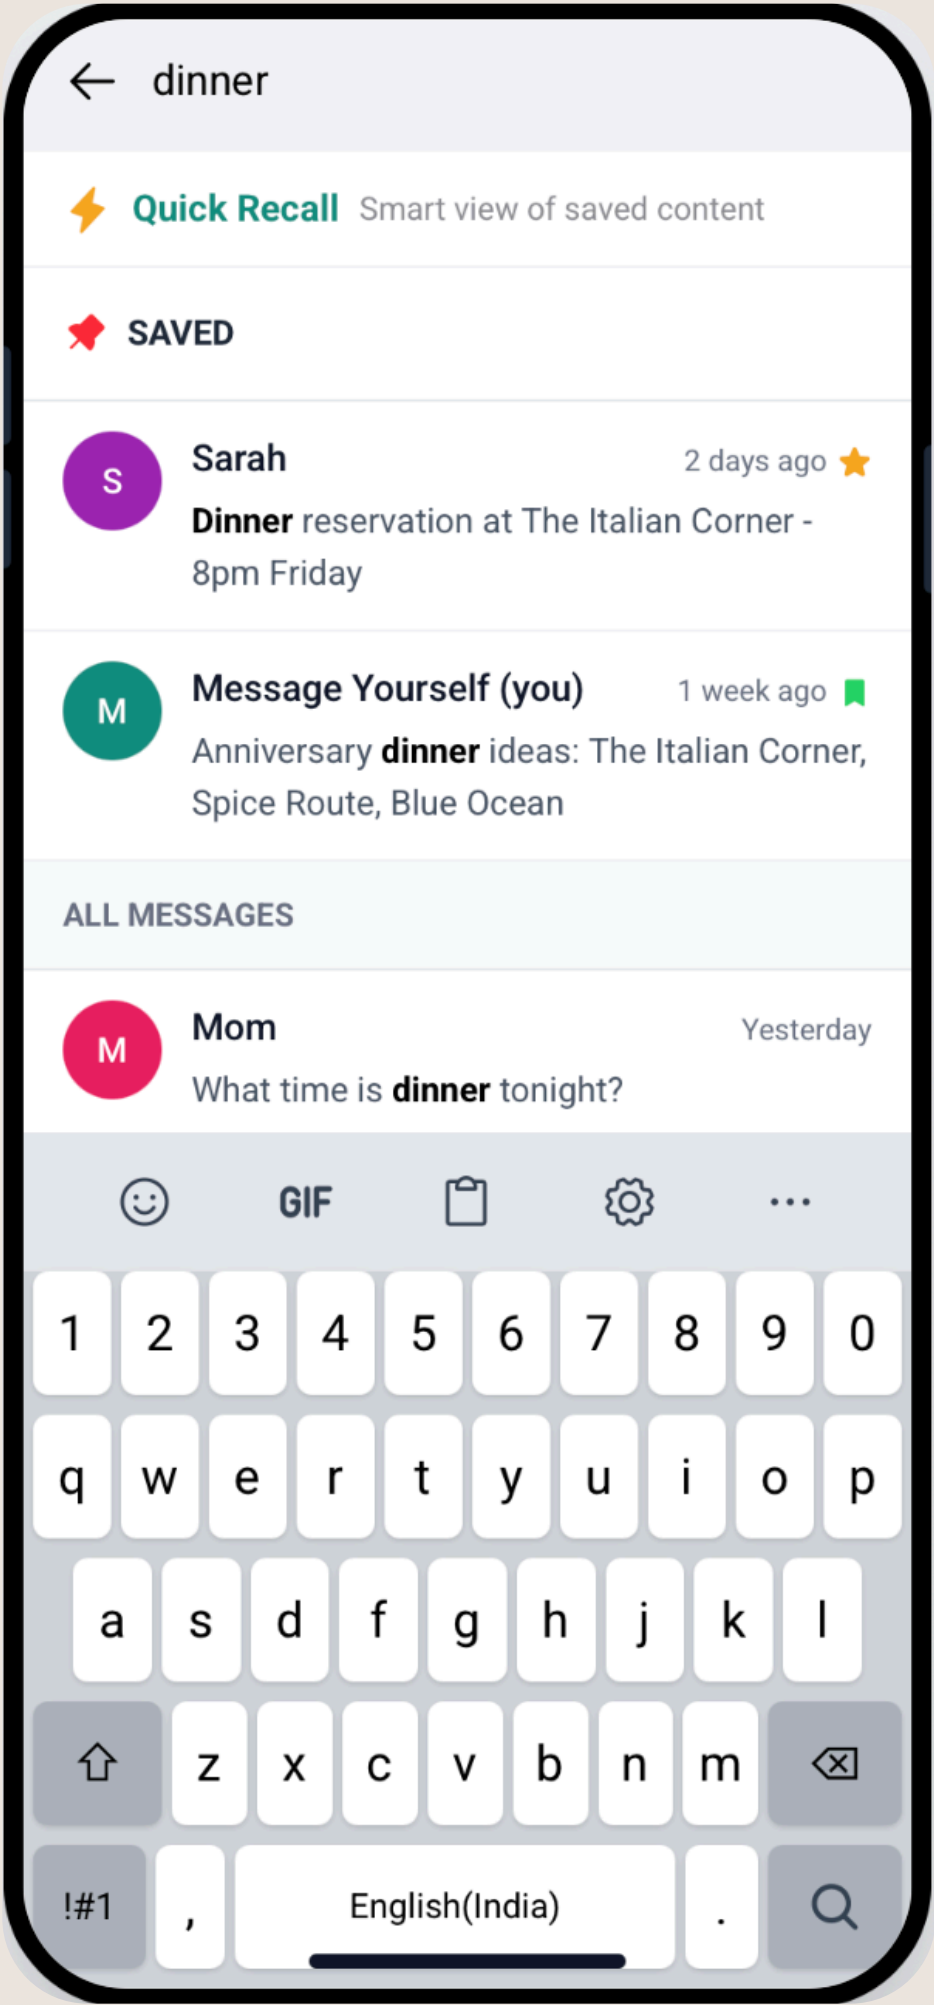 dinner
Quick Recall Smart view of saved content
SAVED
S
Sarah 2 days ago
Dinner reservation at The Italian Corner -
8pm Friday
M
Message Yourself (you) 1 week ago
Anniversary dinner ideas: The Italian Corner,
Spice Route, Blue Ocean
ALL MESSAGES
M
Mom Yesterday
What time is dinner tonight?
GIF
1 2 3 4 5 6 7 8 9 0
q w e r t y u i o p
a s d f g h j k l
z x c v b n m
!#1 , English(India) .